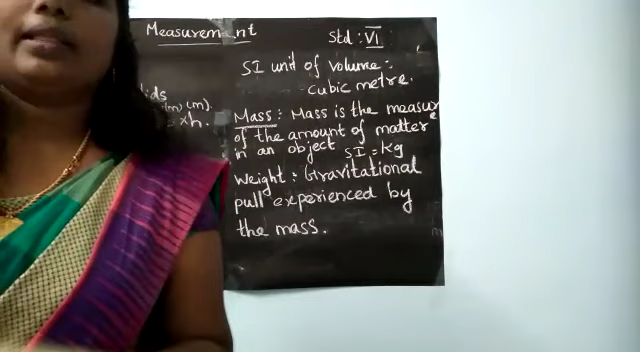 Measurement
Std : VI
SI unit of volume :-
cubic metre.
Mass : Mass is the measure
of the amount of matter
in an object SI = Kg
Weight : Gravitational
pull experienced by
the mass.
(m) (m).
×h.